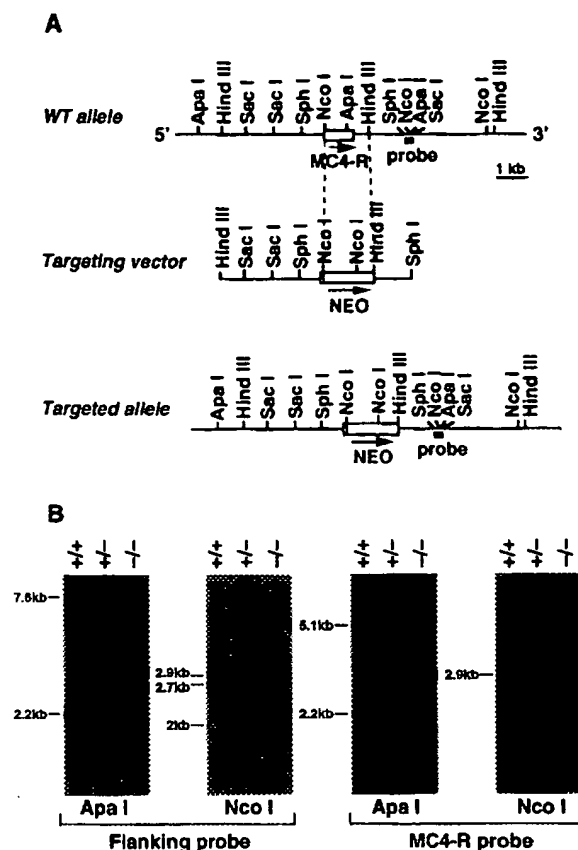 A
WT allele
Apa I Hind III Sac I Sac I Sph I Nco I Apa I Hind III Sph I Nco I Apa I Sac I Nco I Hind III
5' 3'
MC4-R probe
1 kb
Targeting vector
Hind III Sac I Sac I Sph I Nco I Nco I Hind III Sph I
NEO
Targeted allele
Apa I Hind III Sac I Sac I Sph I Nco I Nco I Hind III Sph I Nco I Apa I Sac I Nco I Hind III
NEO probe
B
+/+ +/- -/- +/+ +/- -/- +/+ +/- -/- +/+ +/- -/-
7.6kb
2.2kb
2.9kb
2.7kb
2kb
5.1kb
2.2kb
2.9kb
Apa I Nco I Apa I Nco I
Flanking probe MC4-R probe